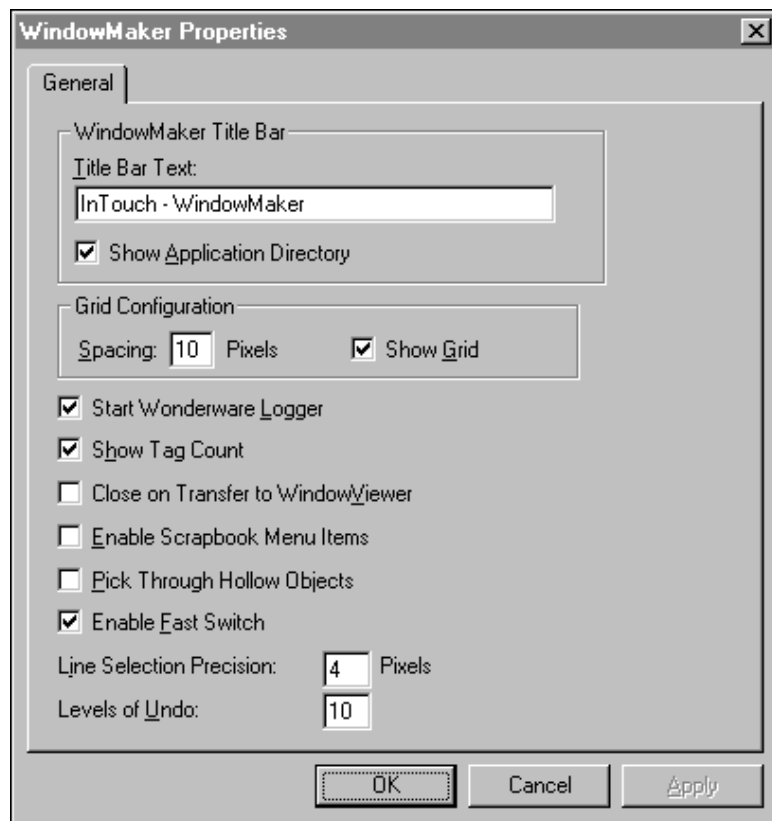 WindowMaker Properties
General
WindowMaker Title Bar
Title Bar Text:
InTouch - WindowMaker
Show Application Directory
Grid Configuration
Spacing: 10 Pixels Show Grid
Start Wonderware Logger
Show Tag Count
Close on Transfer to WindowViewer
Enable Scrapbook Menu Items
Pick Through Hollow Objects
Enable Fast Switch
Line Selection Precision: 4 Pixels
Levels of Undo: 10
OK Cancel Apply